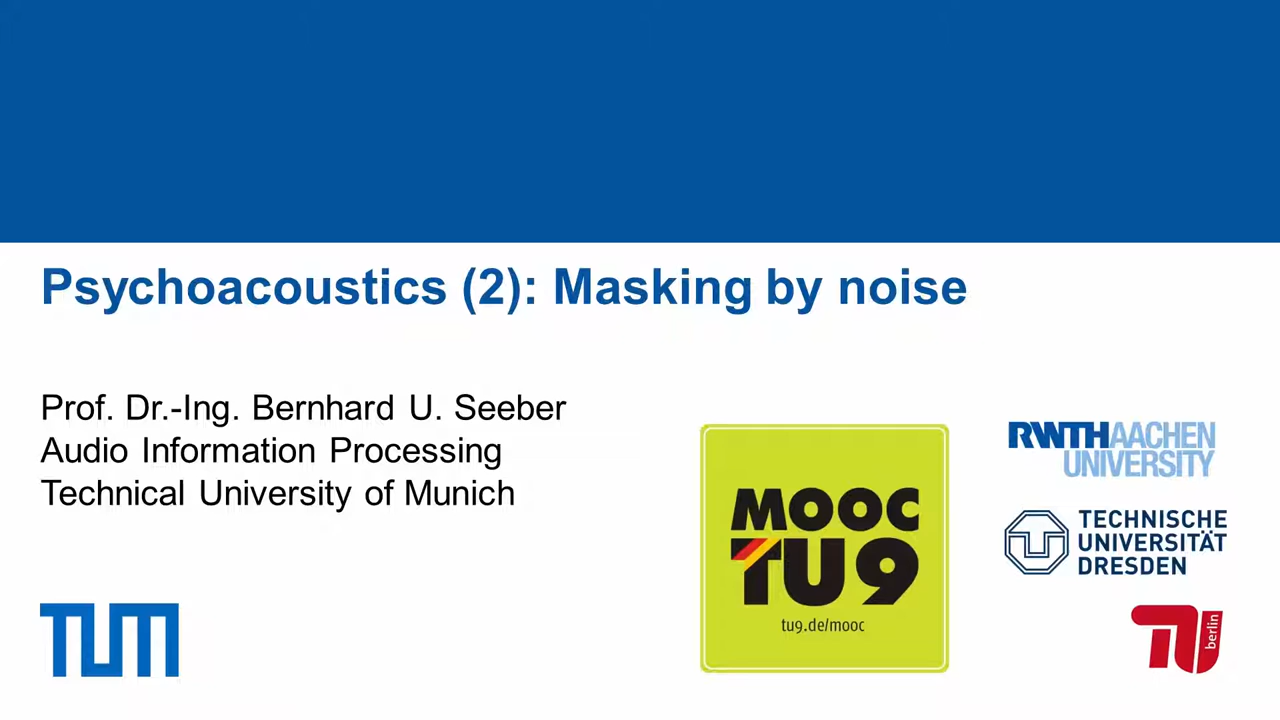 Psychoacoustics (2): Masking by noise
Prof. Dr.-Ing. Bernhard U. Seeber
Audio Information Processing
Technical University of Munich
TUM
MOOC
TU9
tu9.de/mooc
RWTHAACHEN
UNIVERSITY
TECHNISCHE
UNIVERSITÄT
DRESDEN
TU
berlin